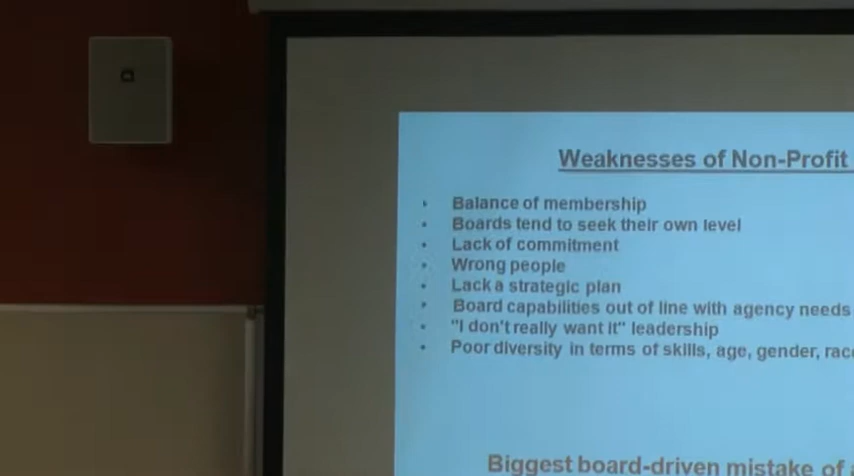 Weaknesses of Non-Profit
• Balance of membership
• Boards tend to seek their own level
• Lack of commitment
• Wrong people
• Lack a strategic plan
• Board capabilities out of line with agency needs
• "I don't really want it" leadership
• Poor diversity in terms of skills, age, gender,
Biggest board-driven mistake of